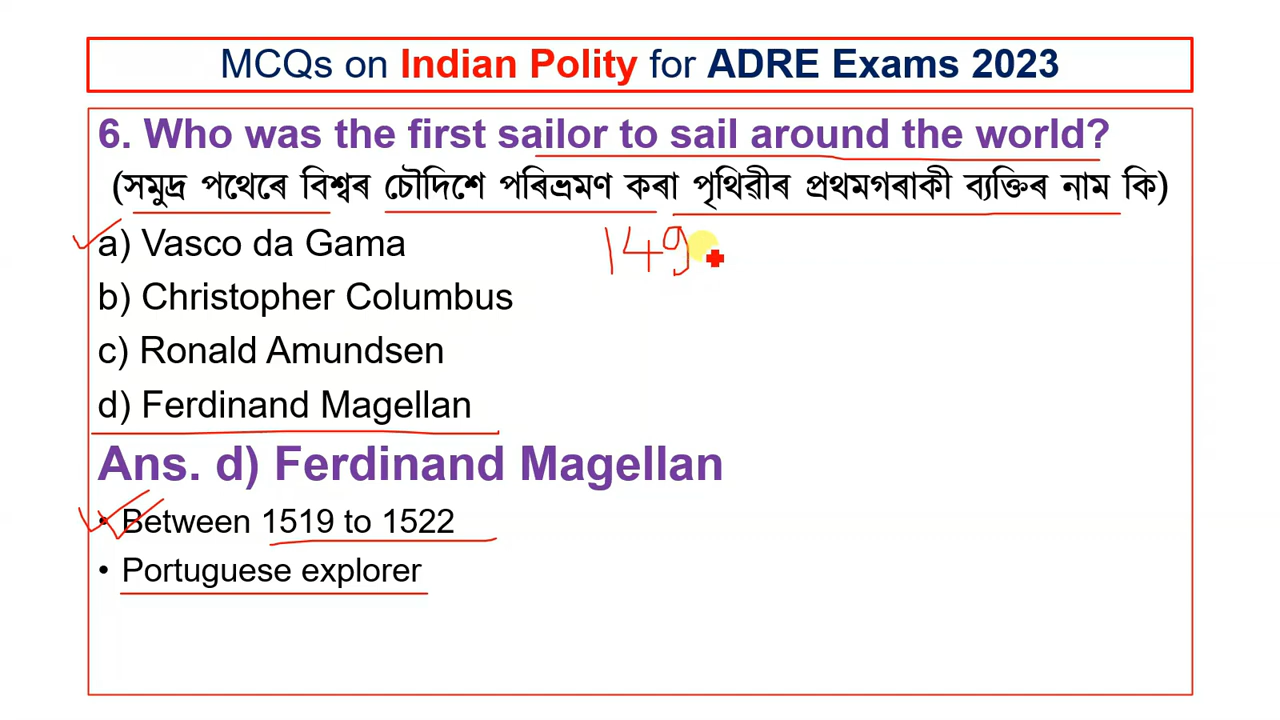 MCQs on Indian Polity for ADRE Exams 2023
6. Who was the first sailor to sail around the world?
(সমুদ্ৰ পথেৰে বিশ্বৰ চৌদিশে পৰিভ্ৰমণ কৰা পৃথিৱীৰ প্ৰথমগৰাকী ব্যক্তিৰ নাম কি)
a) Vasco da Gama
149
b) Christopher Columbus
c) Ronald Amundsen
d) Ferdinand Magellan
Ans. d) Ferdinand Magellan
• Between 1519 to 1522
• Portuguese explorer